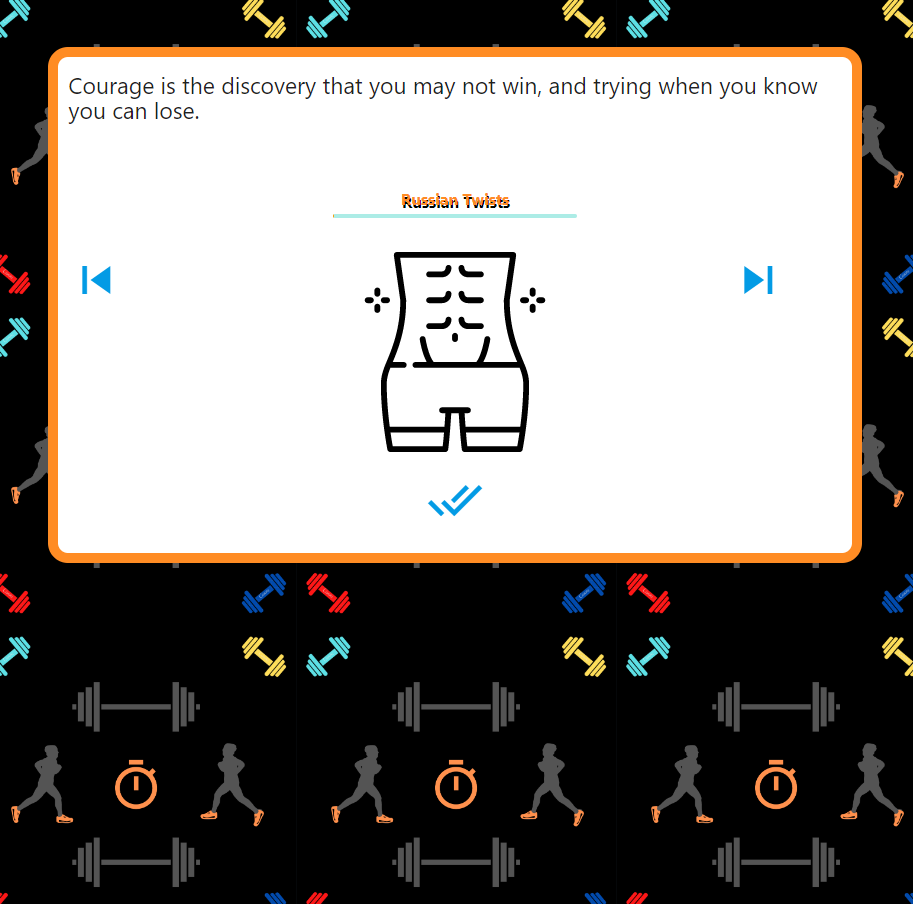 Courage is the discovery that you may not win, and trying when you know
you can lose.
Russian Twists